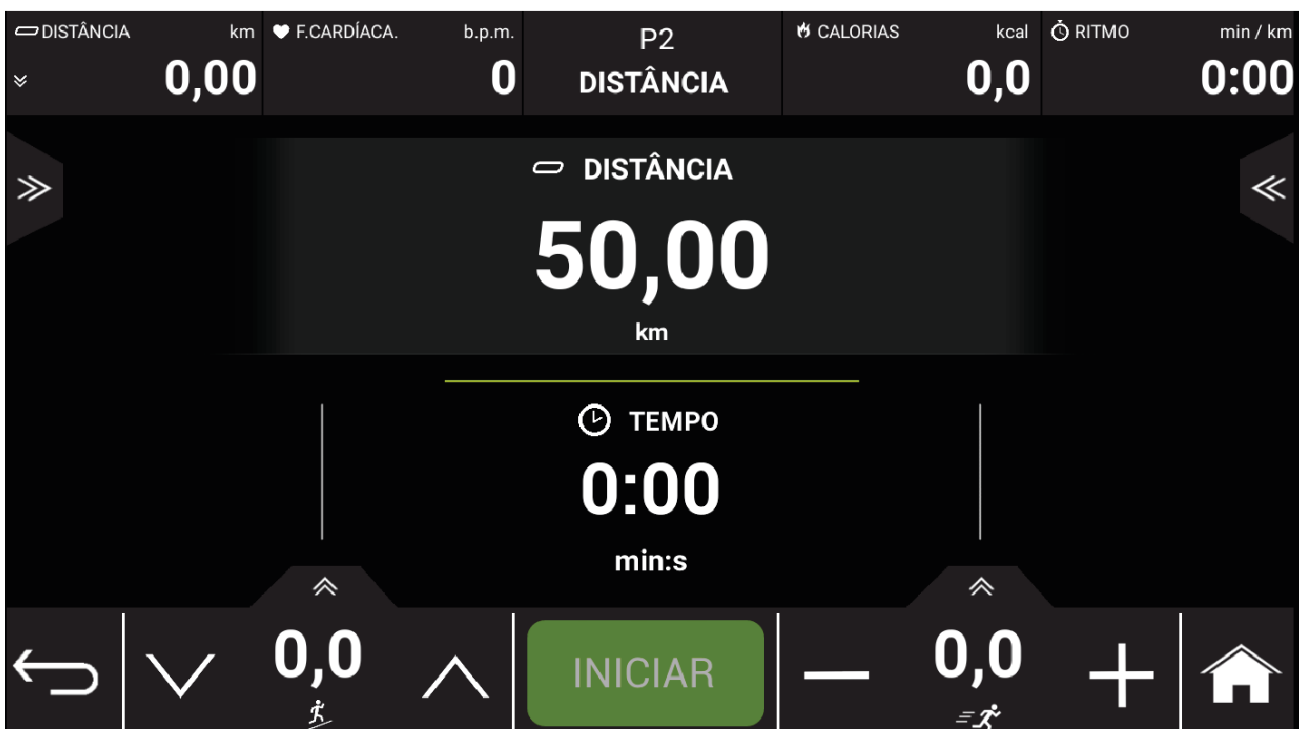 DISTÂNCIA km
0,00
F.CARDÍACA. b.p.m.
0
P2
DISTÂNCIA
CALORIAS kcal
0,0
RITMO min / km
0:00
DISTÂNCIA
50,00
km
TEMPO
0:00
min:s
0,0
INICIAR
0,0